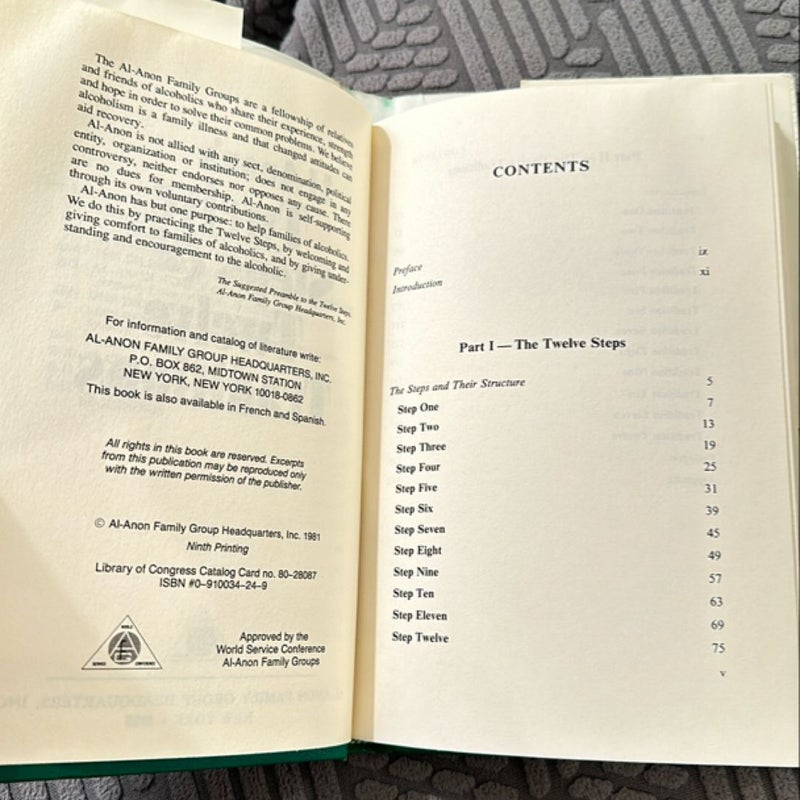 The Al-Anon Family Groups are a fellowship of relatives
and friends of alcoholics who share their experience, strength
and hope in order to solve their common problems. We believe
alcoholism is a family illness and that changed attitudes can
aid recovery.
Al-Anon is not allied with any sect, denomination, political
entity, organization or institution; does not engage in any
controversy, neither endorses nor opposes any cause. There
are no dues for membership. Al-Anon is self-supporting
through its own voluntary contributions.
Al-Anon has but one purpose: to help families of alcoholics.
We do this by practicing the Twelve Steps, by welcoming and
giving comfort to families of alcoholics, and by giving under-
standing and encouragement to the alcoholic.
The Suggested Preamble to the Twelve Steps,
Al-Anon Family Group Headquarters, Inc.
For information and catalog of literature write:
AL-ANON FAMILY GROUP HEADQUARTERS, INC.
P.O. BOX 862, MIDTOWN STATION
NEW YORK, NEW YORK 10018-0862
This book is also available in French and Spanish.
All rights in this book are reserved. Excerpts
from this publication may be reproduced only
with the written permission of the publisher.
© Al-Anon Family Group Headquarters, Inc. 1981
Ninth Printing
Library of Congress Catalog Card no. 80-28087
ISBN #0-910034-24-9
WORLD
SERVICE CONFERENCE
Approved by the
World Service Conference
Al-Anon Family Groups
CONTENTS
Preface ix
Introduction xi
Part I — The Twelve Steps
The Steps and Their Structure 5
Step One 7
Step Two 13
Step Three 19
Step Four 25
Step Five 31
Step Six 39
Step Seven 45
Step Eight 49
Step Nine 57
Step Ten 63
Step Eleven 69
Step Twelve 75
v